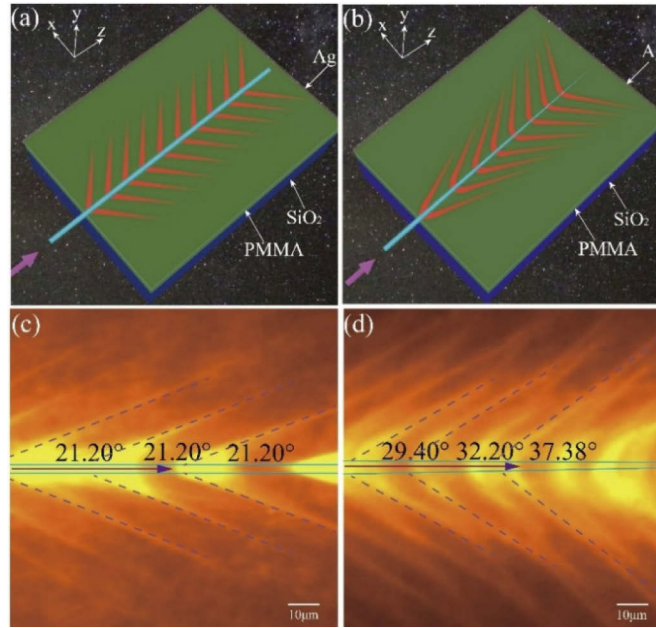 (a)
x
y
z
Ag
SiO₂
PMMA
(b)
x
y
z
A
SiO₂
PMMA
(c)
21.20° 21.20° 21.20°
10μm
(d)
29.40° 32.20° 37.38°
10μm